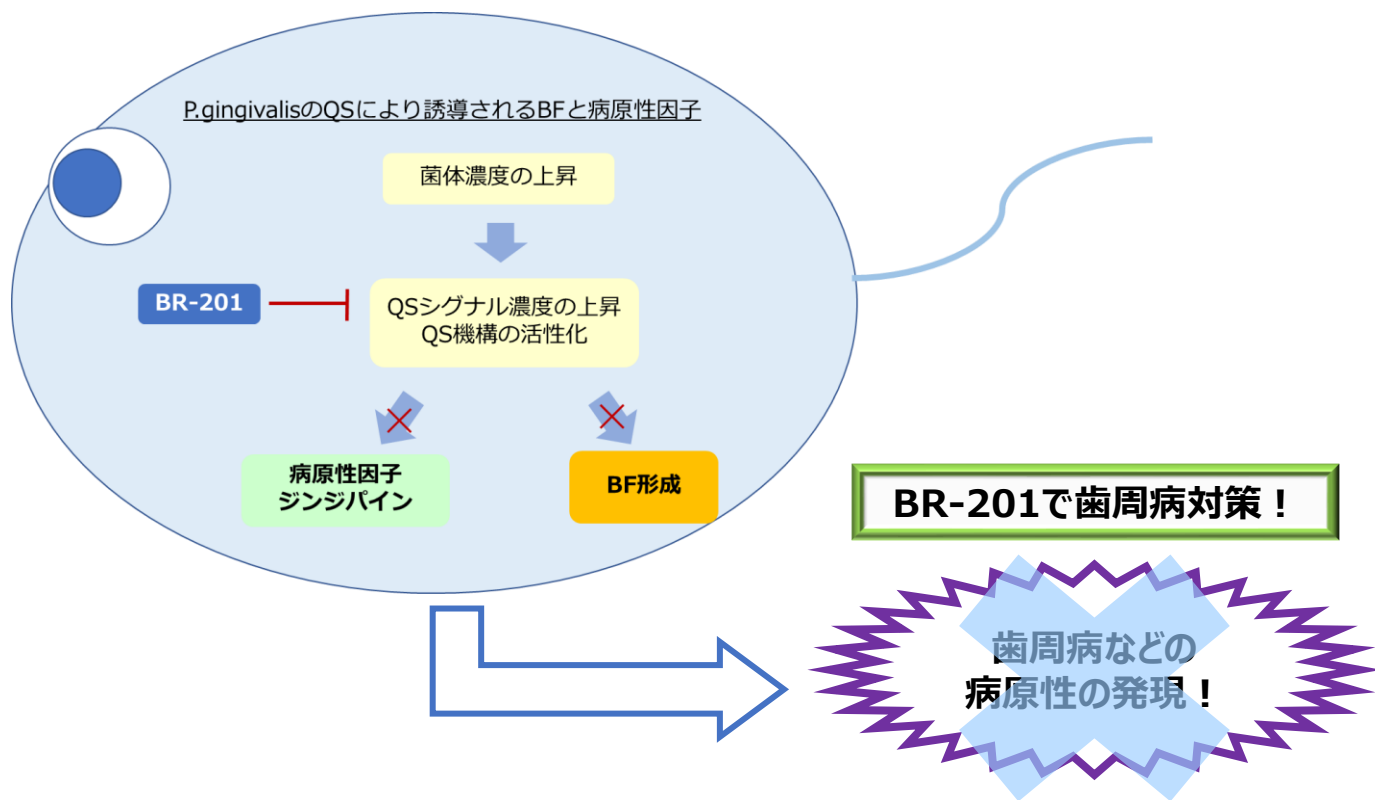 P.gingivalisのQSにより誘導されるBFと病原性因子
菌体濃度の上昇
BR-201
QSシグナル濃度の上昇
QS機構の活性化
病原性因子
ジンジパイン
BF形成
BR-201で歯周病対策！
歯周病などの
病原性の発現！